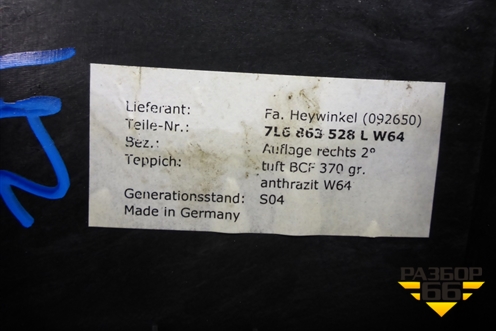 Lieferant: Fa. Heywinkel (092650)
Teile-Nr.: 7L6 863 528 L W64
Bez.: Auflage rechts 2°
Teppich: tuft BCF 370 gr.
anthrazit W64
Generationsstand: S04
Made in Germany
РАЗБОР
66